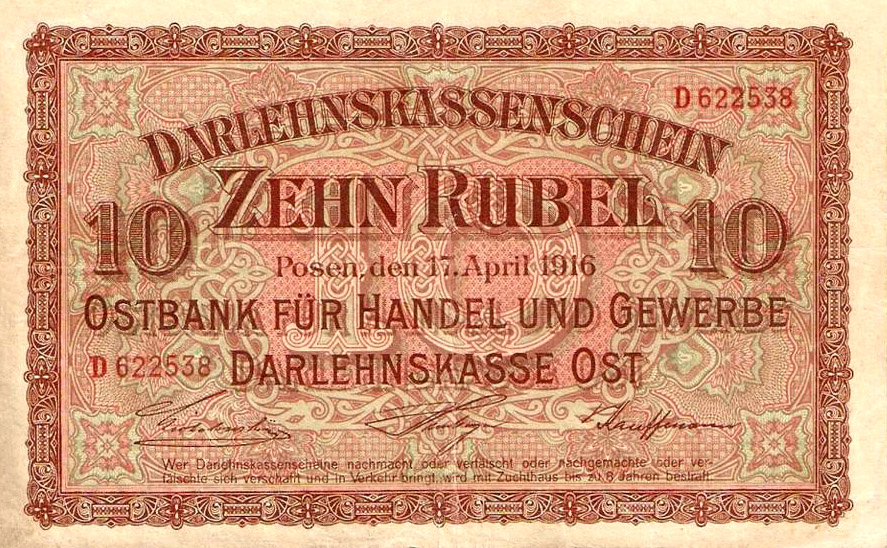 D 622538
DARLEHNSKASSENSCHEIN
ZEHN RUBEL
10 10
Posen, den 17. April 1916
OSTBANK FÜR HANDEL UND GEWERBE
D 622538 DARLEHNSKASSE OST
Kauffmann
Wer Darlehnskassenscheine nachmacht oder verfälscht oder nachgemachte oder ver-
fälschte sich verschafft und in Verkehr bringt, wird mit Zuchthaus bis zu 8 Jahren bestraft.